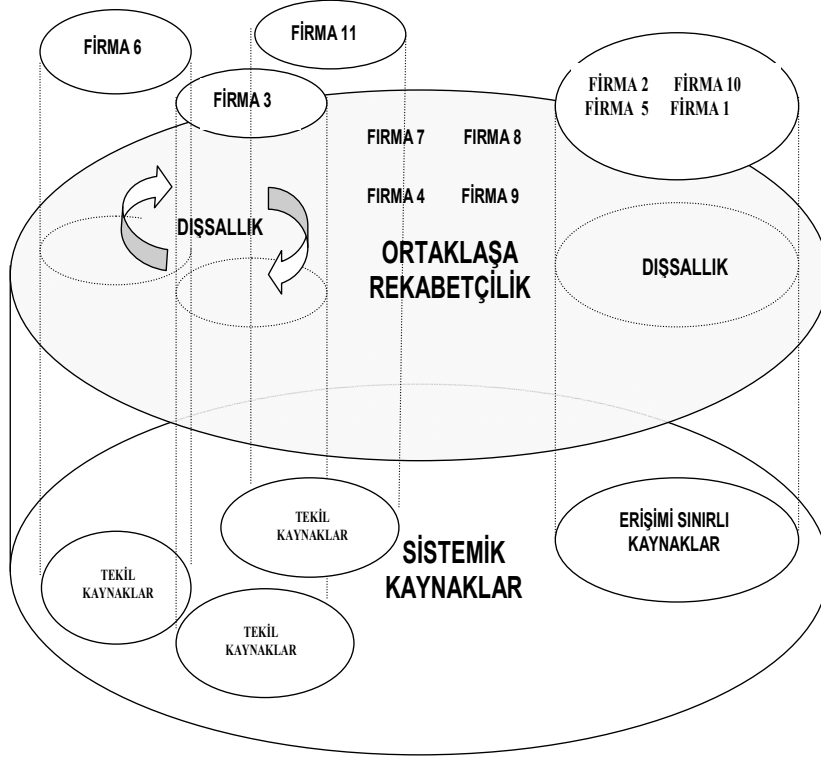 FİRMA 6
FİRMA 11
FİRMA 3
FİRMA 2 FİRMA 10
FİRMA 5 FİRMA 1
FIRMA 7 FIRMA 8
FIRMA 4 FİRMA 9
DIŞSALLIK
ORTAKLAŞA
REKABETÇİLİK
DIŞSALLIK
TEKİL
KAYNAKLAR
ERİŞİMİ SINIRLI
KAYNAKLAR
SİSTEMİK
KAYNAKLAR
TEKİL
KAYNAKLAR
TEKİL
KAYNAKLAR